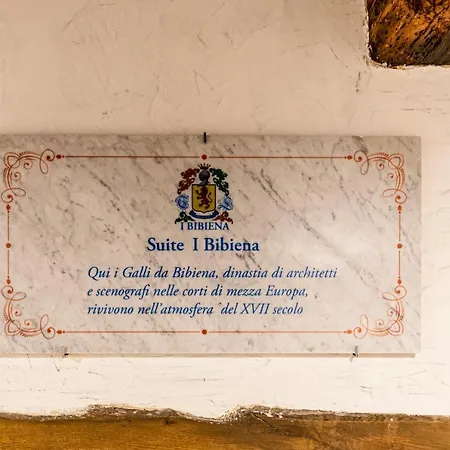 I BIBIENA
Suite I Bibiena
Qui i Galli da Bibiena, dinastia di architetti
e scenografi nelle corti di mezza Europa,
rivivono nell'atmosfera del XVII secolo